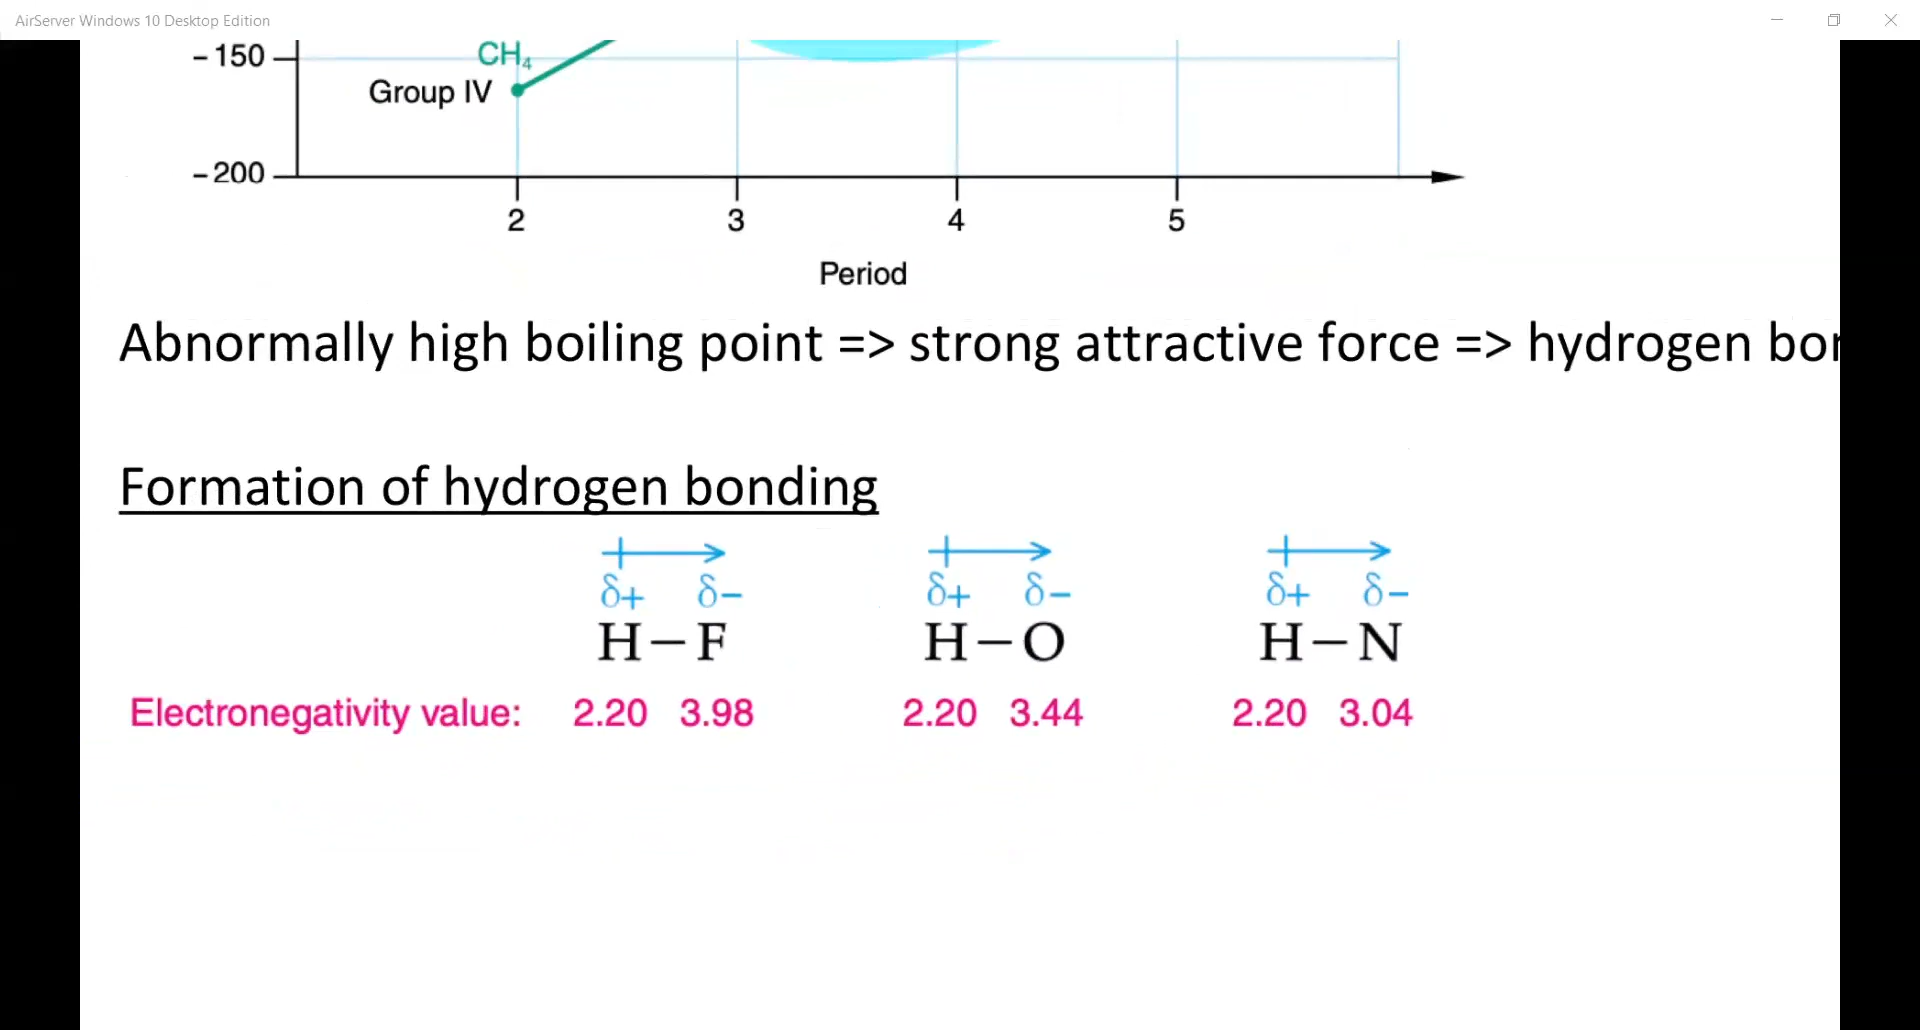 AirServer Windows 10 Desktop Edition
-150
CH4
Group IV
-200
2 3 4 5
Period
Abnormally high boiling point => strong attractive force => hydrogen
Formation of hydrogen bonding
δ+ δ− δ+ δ− δ+ δ−
H–F H–O H–N
Electronegativity value: 2.20 3.98 2.20 3.44 2.20 3.04